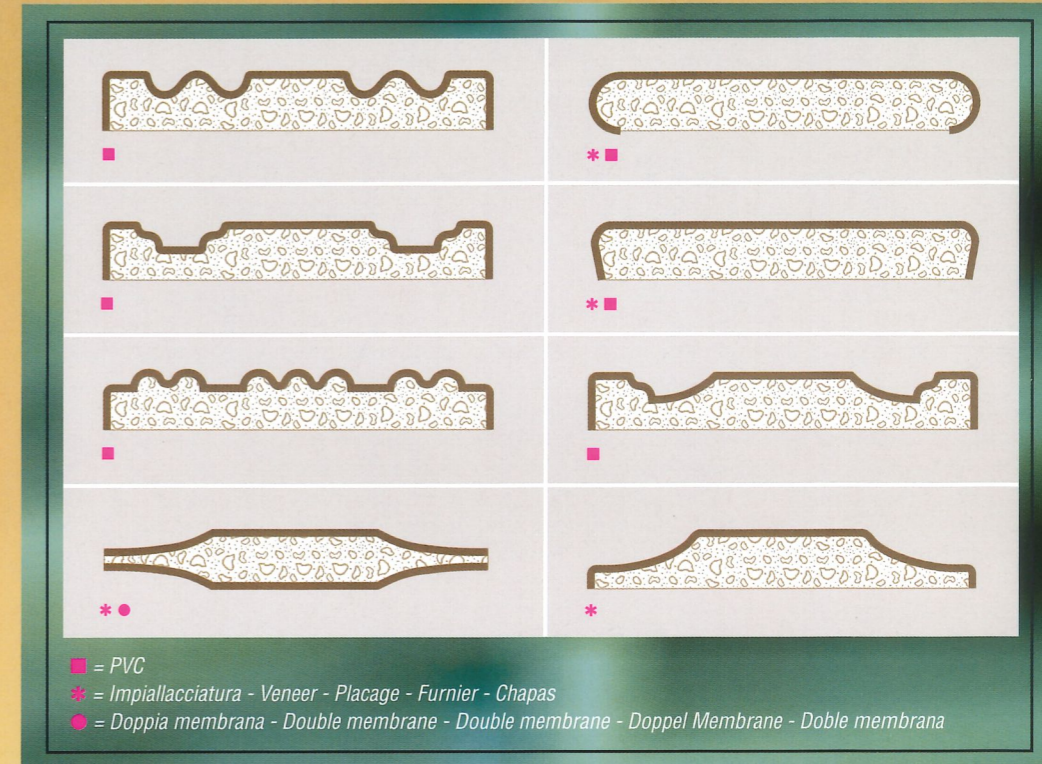 = PVC
= Impiallacciatura - Veneer - Placage - Furnier - Chapas
= Doppia membrana - Double membrane - Double membrane - Doppel Membrane - Doble membrana